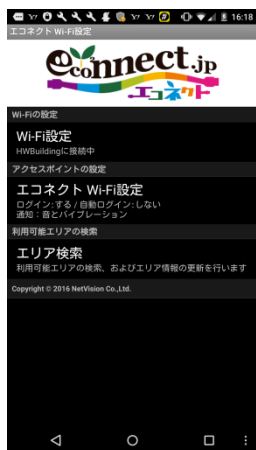 16:18
エコネクト Wi-Fi設定
econnect.jp
エコネクト
Wi-Fiの設定
Wi-Fi設定
HWBuildingに接続中
アクセスポイントの設定
エコネクト Wi-Fi設定
ログイン: する / 自動ログイン: しない
通知 : 音とバイブレーション
利用可能エリアの検索
エリア検索
利用可能エリアの検索、およびエリア情報の更新を行います
Copyright © 2016 NetVision Co.,Ltd.